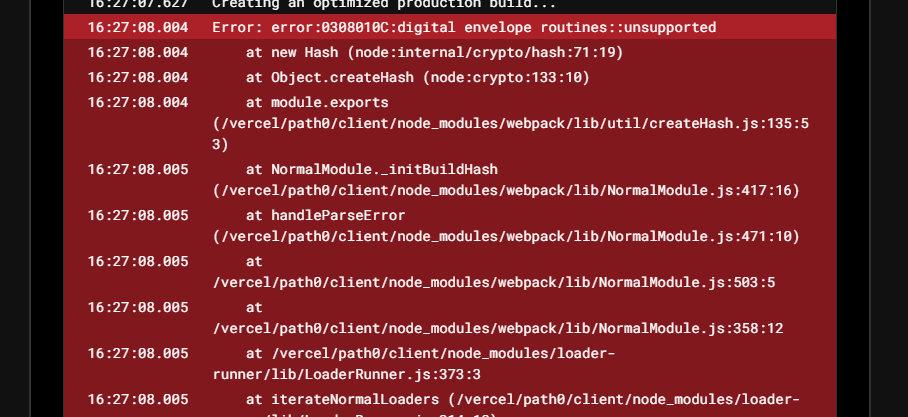 16:27:07.627 Creating an optimized production build...
16:27:08.004 Error: error:0308010C:digital envelope routines::unsupported
16:27:08.004 at new Hash (node:internal/crypto/hash:71:19)
16:27:08.004 at Object.createHash (node:crypto:133:10)
16:27:08.004 at module.exports
(/vercel/path0/client/node_modules/webpack/lib/util/createHash.js:135:5
3)
16:27:08.005 at NormalModule._initBuildHash
(/vercel/path0/client/node_modules/webpack/lib/NormalModule.js:417:16)
16:27:08.005 at handleParseError
(/vercel/path0/client/node_modules/webpack/lib/NormalModule.js:471:10)
16:27:08.005 at
/vercel/path0/client/node_modules/webpack/lib/NormalModule.js:503:5
16:27:08.005 at
/vercel/path0/client/node_modules/webpack/lib/NormalModule.js:358:12
16:27:08.005 at /vercel/path0/client/node_modules/loader-
runner/lib/LoaderRunner.js:373:3
16:27:08.005 at iterateNormalLoaders (/vercel/path0/client/node_modules/loader-